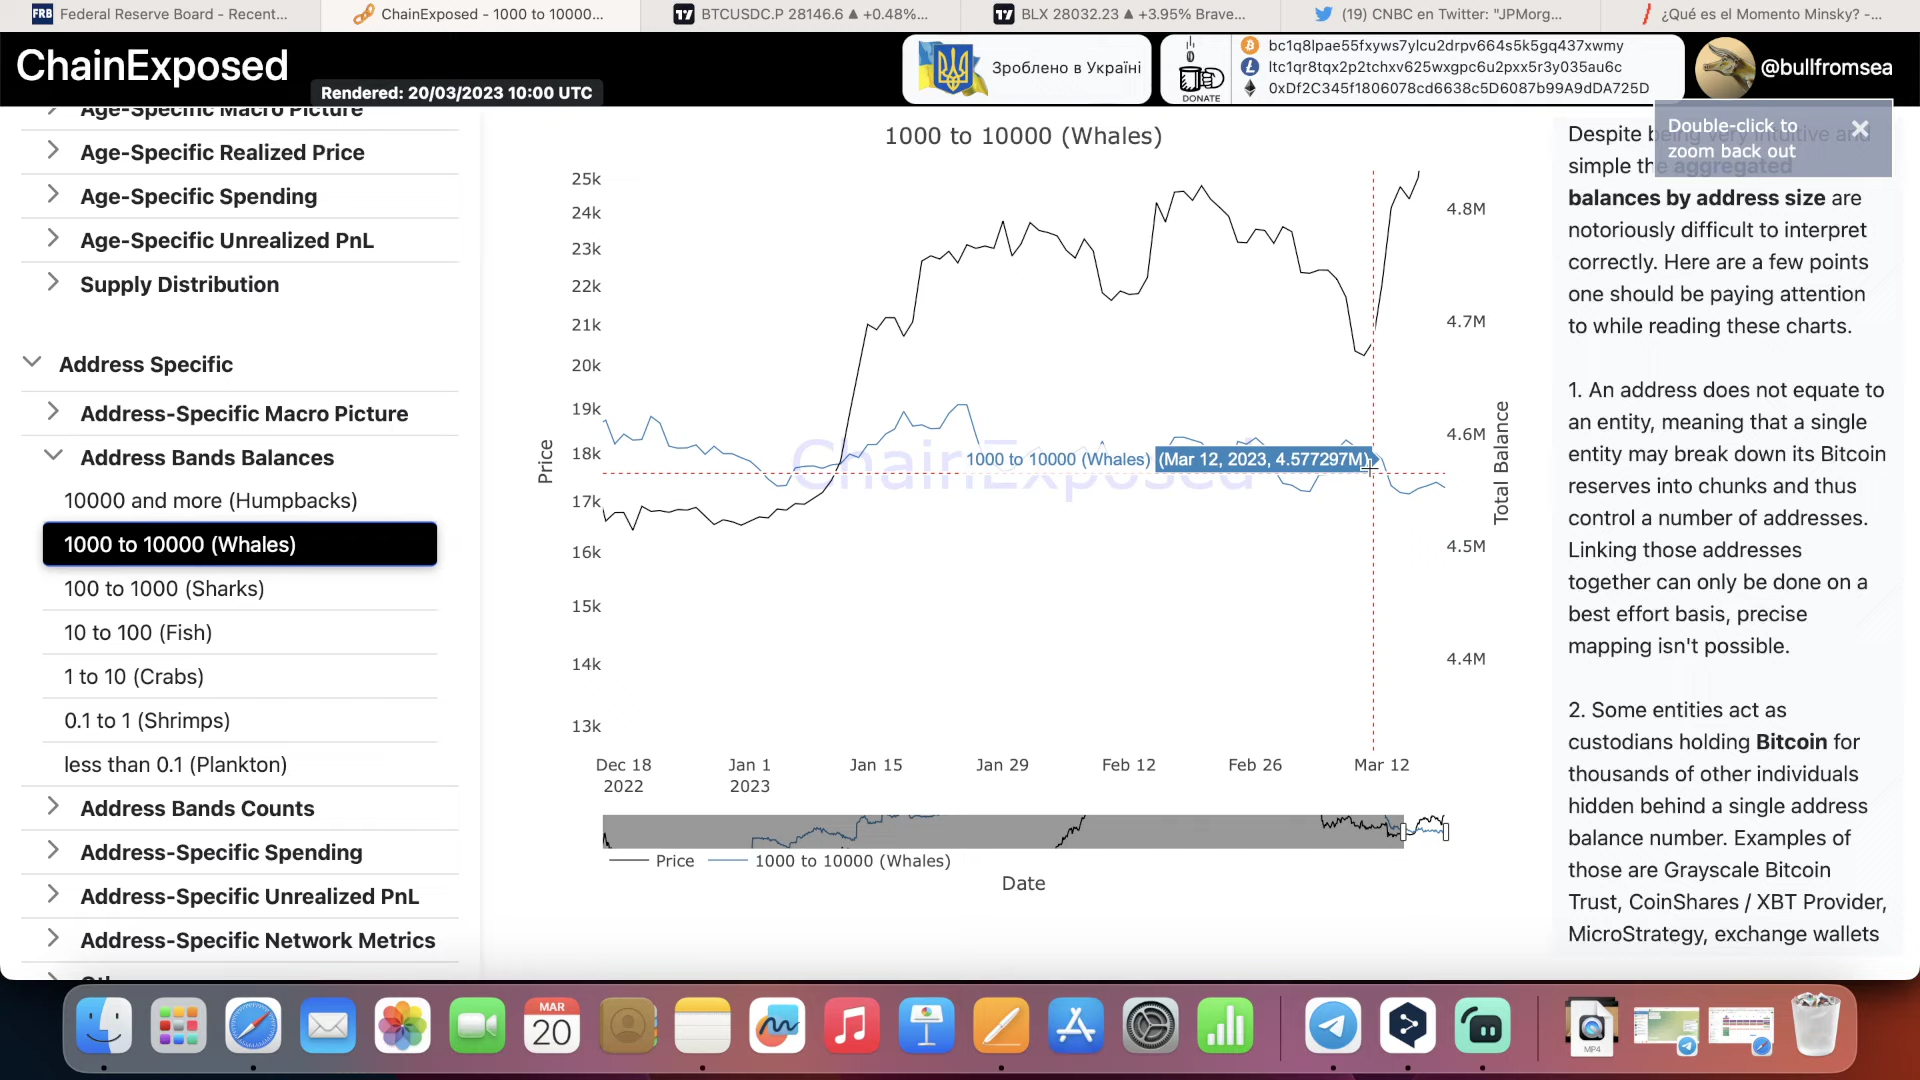 FRB Federal Reserve Board - Recent...
ChainExposed - 1000 to 10000...
BTCUSDC.P 28146.6 ▲ +0.48%...
BLX 28032.23 ▲ +3.95% Brave...
(19) CNBC en Twitter: "JPMorg...
¿Qué es el Momento Minsky? -...
ChainExposed
Rendered: 20/03/2023 10:00 UTC
Зроблено в Україні
DONATE
bc1q8lpae55fxyws7ylcu2drpv664s5k5gq437xwmy
ltc1qr8tqx2p2tchxv625wxgpc6u2pxx5r3y035au6c
0xDf2C345f1806078cd6638c5D6087b99A9dDA725D
@bullfromsea
Double-click to
zoom back out
Age-Specific Macro Picture
Age-Specific Realized Price
Age-Specific Spending
Age-Specific Unrealized PnL
Supply Distribution
Address Specific
Address-Specific Macro Picture
Address Bands Balances
10000 and more (Humpbacks)
1000 to 10000 (Whales)
100 to 1000 (Sharks)
10 to 100 (Fish)
1 to 10 (Crabs)
0.1 to 1 (Shrimps)
less than 0.1 (Plankton)
Address Bands Counts
Address-Specific Spending
Address-Specific Unrealized PnL
Address-Specific Network Metrics
1000 to 10000 (Whales)
25k
24k
23k
22k
21k
20k
19k
18k
17k
16k
15k
14k
13k
Price
4.8M
4.7M
4.6M
4.5M
4.4M
Total Balance
ChainExposed
1000 to 10000 (Whales) (Mar 12, 2023, 4.577297M)
Dec 18 Jan 1 Jan 15 Jan 29 Feb 12 Feb 26 Mar 12
2022 2023
Price 1000 to 10000 (Whales)
Date
Despite being very intuitive and
simple the aggregated
balances by address size are
notoriously difficult to interpret
correctly. Here are a few points
one should be paying attention
to while reading these charts.
1. An address does not equate to
an entity, meaning that a single
entity may break down its Bitcoin
reserves into chunks and thus
control a number of addresses.
Linking those addresses
together can only be done on a
best effort basis, precise
mapping isn't possible.
2. Some entities act as
custodians holding Bitcoin for
thousands of other individuals
hidden behind a single address
balance number. Examples of
those are Grayscale Bitcoin
Trust, CoinShares / XBT Provider,
MicroStrategy, exchange wallets
MAR
20
MP4